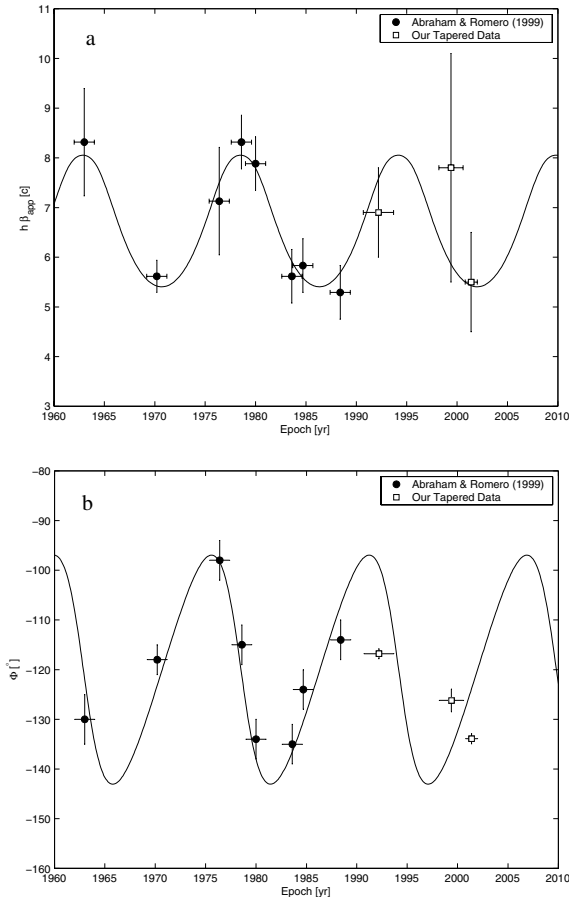 11
10
9
8
7
6
5
4
3
h β_app [c]
a
Abraham & Romero (1999)
Our Tapered Data
1960 1965 1970 1975 1980 1985 1990 1995 2000 2005 2010
Epoch [yr]
-80
-90
-100
-110
-120
-130
-140
-150
-160
Φ [°]
b
Abraham & Romero (1999)
Our Tapered Data
1960 1965 1970 1975 1980 1985 1990 1995 2000 2005 2010
Epoch [yr]